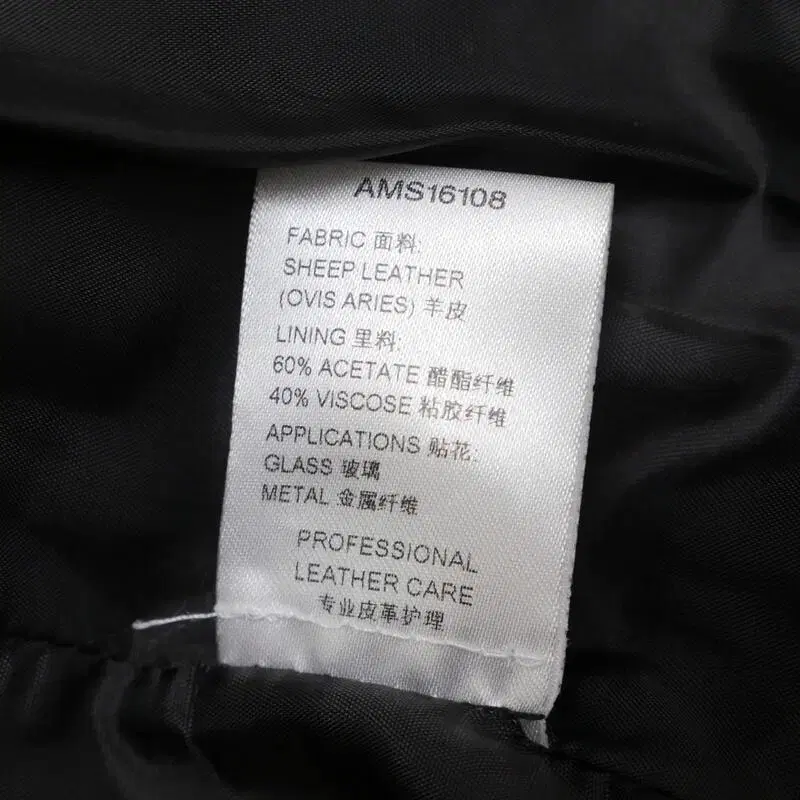 AMS16108
FABRIC 面料:
SHEEP LEATHER
(OVIS ARIES) 羊皮
LINING 里料:
60% ACETATE 醋酯纤维
40% VISCOSE 粘胶纤维
APPLICATIONS 贴花:
GLASS 玻璃
METAL 金属纤维
PROFESSIONAL
LEATHER CARE
专业皮革护理